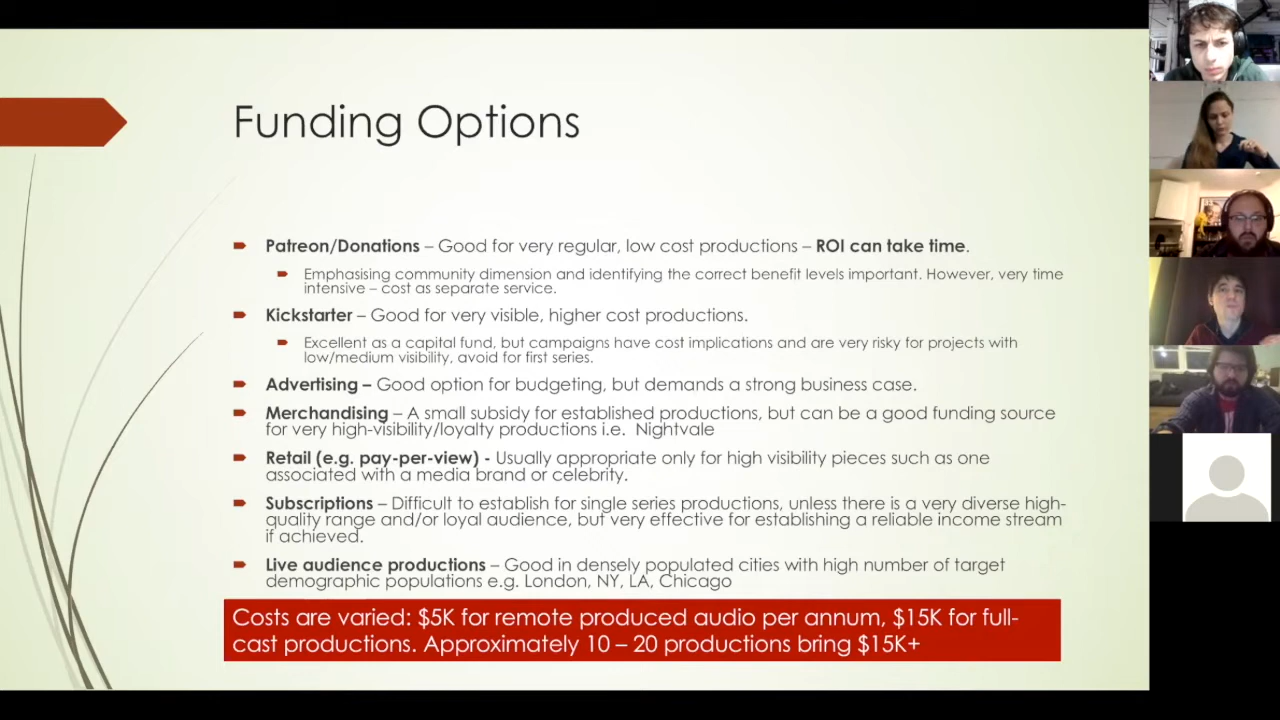 Funding Options
Patreon/Donations – Good for very regular, low cost productions – ROI can take time.
Emphasising community dimension and identifying the correct benefit levels important. However, very time
intensive – cost as separate service.
Kickstarter – Good for very visible, higher cost productions.
Excellent as a capital fund, but campaigns have cost implications and are very risky for projects with
low/medium visibility, avoid for first series.
Advertising – Good option for budgeting, but demands a strong business case.
Merchandising – A small subsidy for established productions, but can be a good funding source
for very high-visibility/loyalty productions i.e. Nightvale
Retail (e.g. pay-per-view) - Usually appropriate only for high visibility pieces such as one
associated with a media brand or celebrity.
Subscriptions – Difficult to establish for single series productions, unless there is a very diverse high-
quality range and/or loyal audience, but very effective for establishing a reliable income stream
if achieved.
Live audience productions – Good in densely populated cities with high number of target
demographic populations e.g. London, NY, LA, Chicago
Costs are varied: $5K for remote produced audio per annum, $15K for full-
cast productions. Approximately 10 – 20 productions bring $15K+